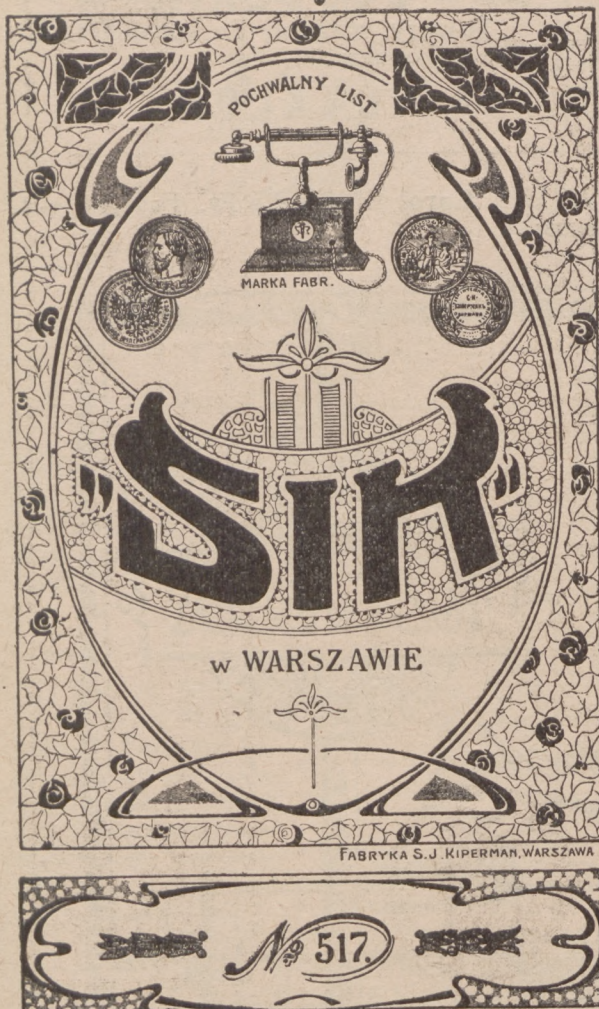 POCHWALNY LIST
MARKA FABR.
„SIK”
w WARSZAWIE
FABRYKA S.J. KIPERMAN, WARSZAWA
№ 517.